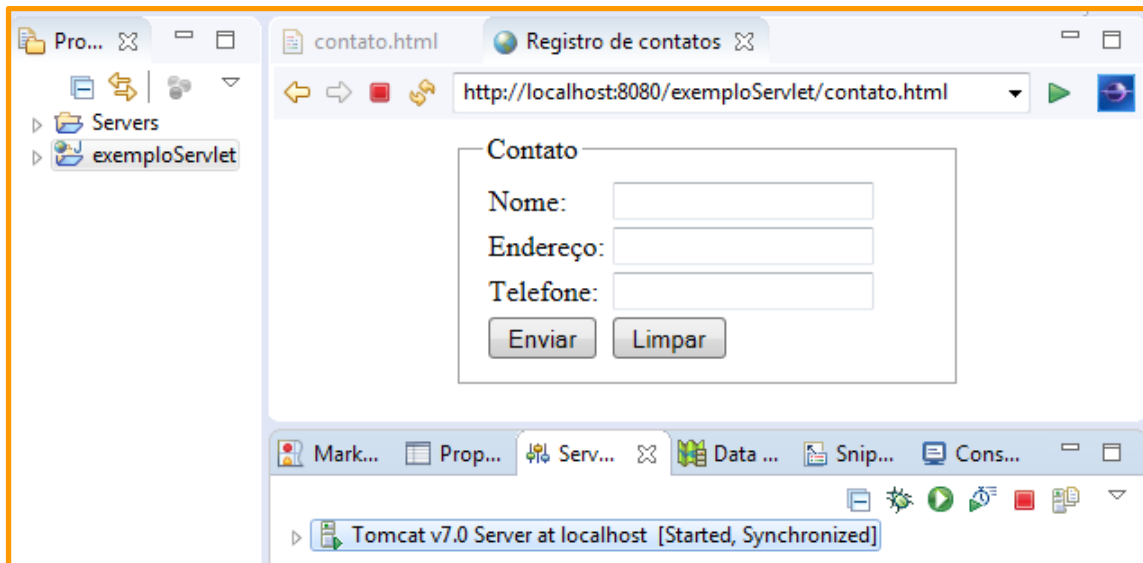 Pro...
contato.html
Registro de contatos
http://localhost:8080/exemploServlet/contato.html
Servers
exemploServlet
Contato
Nome:
Endereço:
Telefone:
Enviar Limpar
Mark... Prop... Serv... Data ... Snip... Cons...
Tomcat v7.0 Server at localhost [Started, Synchronized]